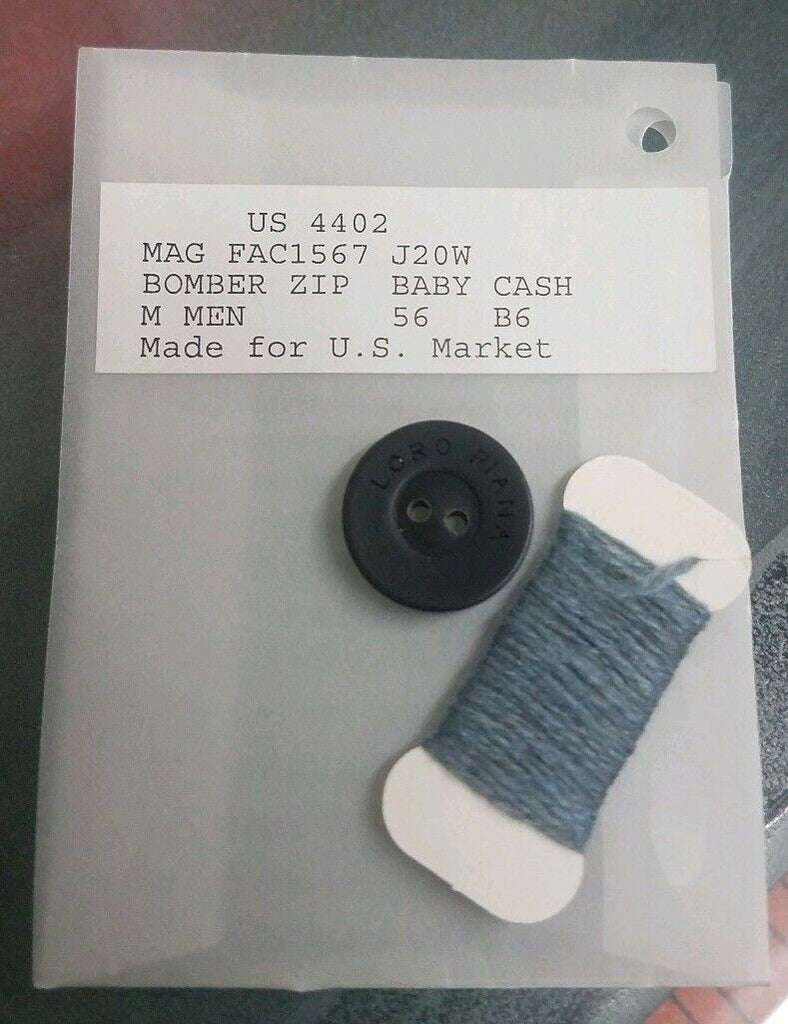 US 4402
MAG FAC1567 J20W
BOMBER ZIP BABY CASH
M MEN 56 B6
Made for U.S. Market
LORO PIANA